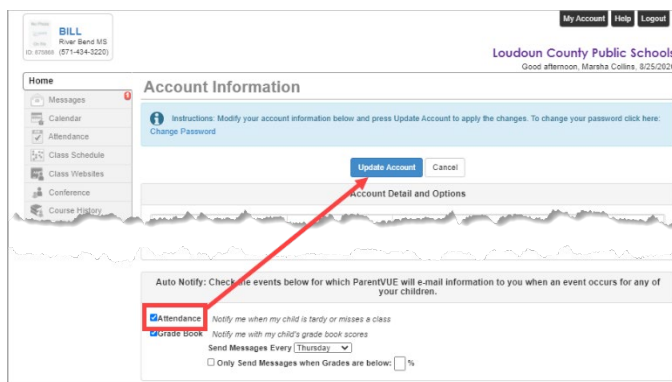 My Account Help Logout
BILL
River Bend MS
(571-434-3220)
Loudoun County Public Schools
Good afternoon, Marsha Collins, 8/25/202
Home
Account Information
Messages
Calendar
Attendance
Class Schedule
Class Websites
Conference
Course History
Instructions: Modify your account information below and press Update Account to apply the changes. To change your password click here:
Change Password
Update Account Cancel
Account Detail and Options
Auto Notify: Check the events below for which ParentVUE will e-mail information to you when an event occurs for any of
your children.
Attendance Notify me when my child is tardy or misses a class
Grade Book Notify me with my child's grade book scores
Send Messages Every Thursday
Only Send Messages when Grades are below: %